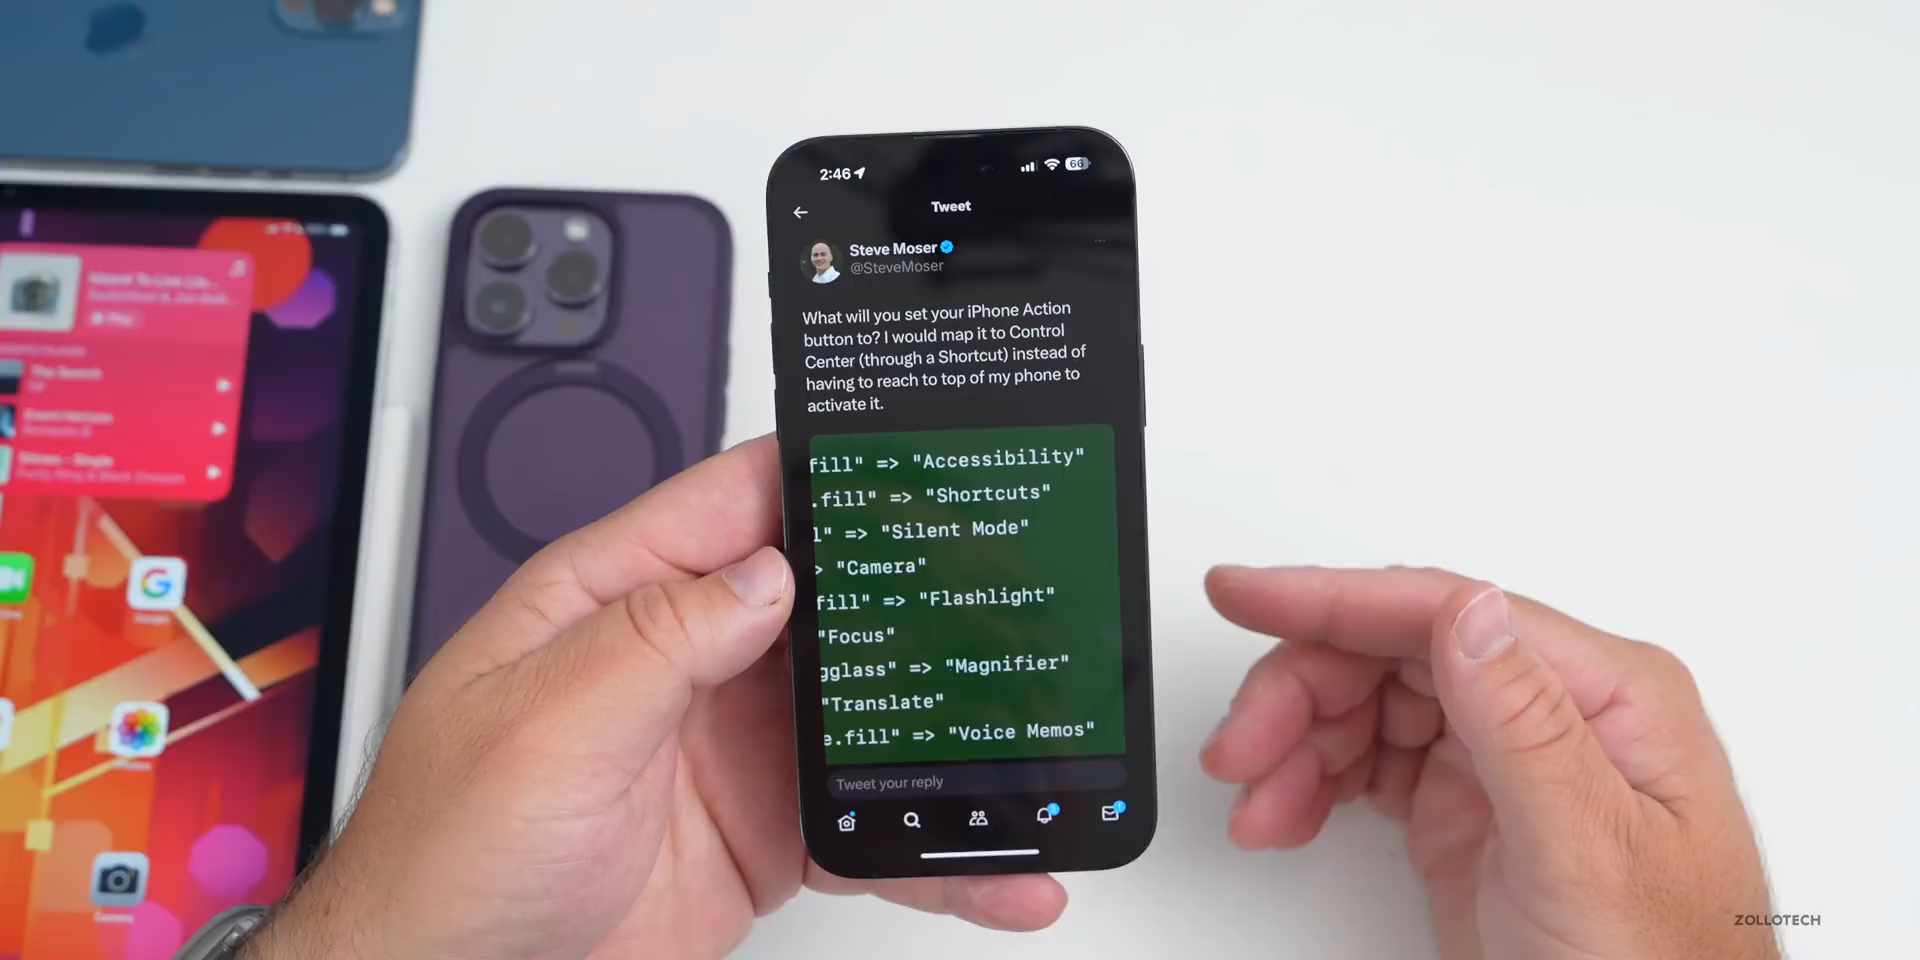 2:46
66
Tweet
Steve Moser
@SteveMoser
What will you set your iPhone Action
button to? I would map it to Control
Center (through a Shortcut) instead of
having to reach to top of my phone to
activate it.
fill" => "Accessibility"
.fill" => "Shortcuts"
l" => "Silent Mode"
> "Camera"
fill" => "Flashlight"
"Focus"
gglass" => "Magnifier"
"Translate"
e.fill" => "Voice Memos"
Tweet your reply
G
ZOLLOTECH